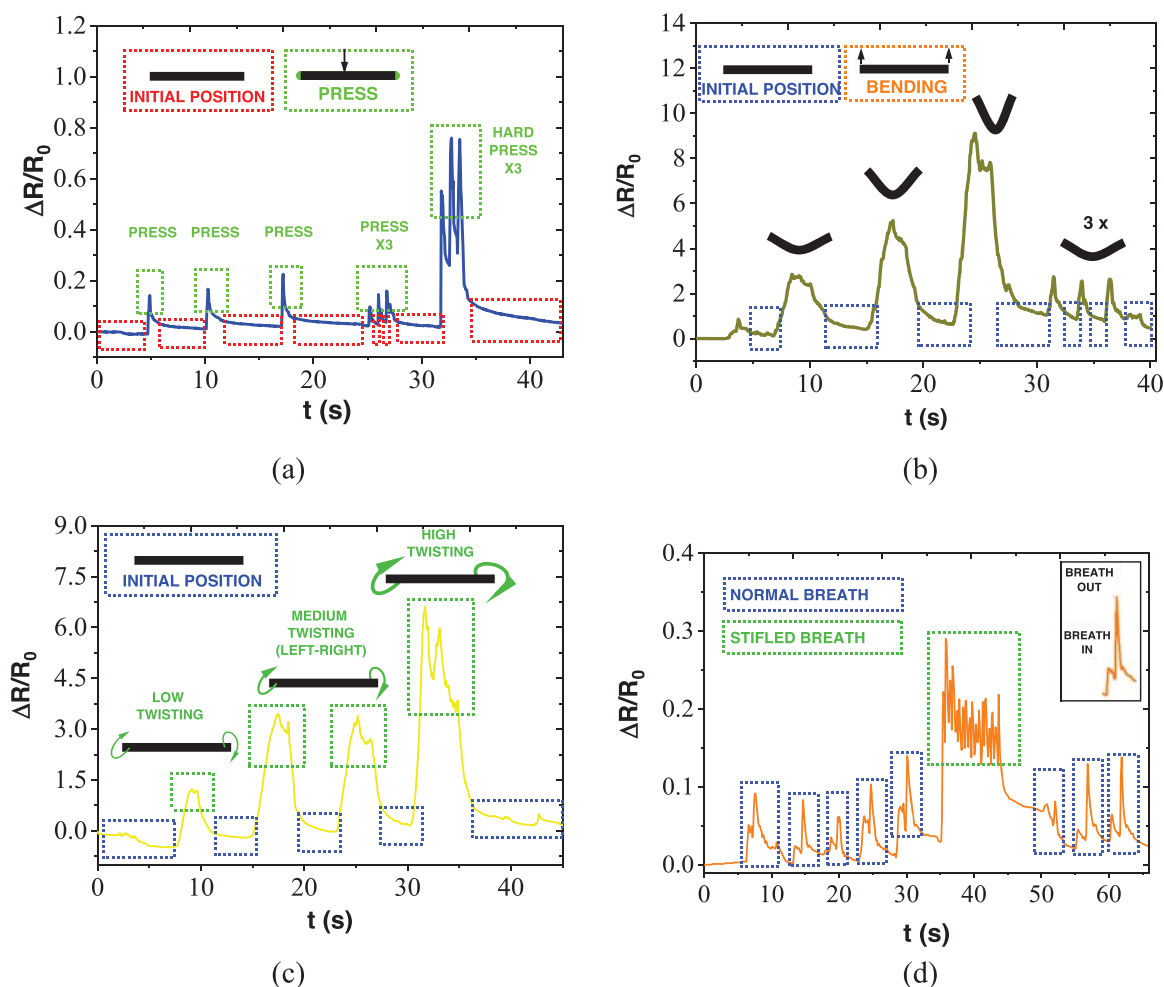 1.2
1.0
0.8
0.6
0.4
0.2
0.0
ΔR/R0
INITIAL POSITION
PRESS
HARD
PRESS
X3
PRESS
PRESS
PRESS
PRESS
X3
0 10 20 30 40
t (s)
(a)
14
12
10
8
6
4
2
0
ΔR/R0
INITIAL POSITION
BENDING
3 x
0 10 20 30 40 50
t (s)
(b)
9.0
7.5
6.0
4.5
3.0
1.5
0.0
ΔR/R0
INITIAL POSITION
HIGH
TWISTING
MEDIUM
TWISTING
(LEFT-RIGHT)
LOW
TWISTING
0 10 20 30 40
t (s)
(c)
0.4
0.3
0.2
0.1
0.0
ΔR/R0
NORMAL BREATH
STIFLED BREATH
BREATH
OUT
BREATH
IN
0 10 20 30 40 50 60
t (s)
(d)